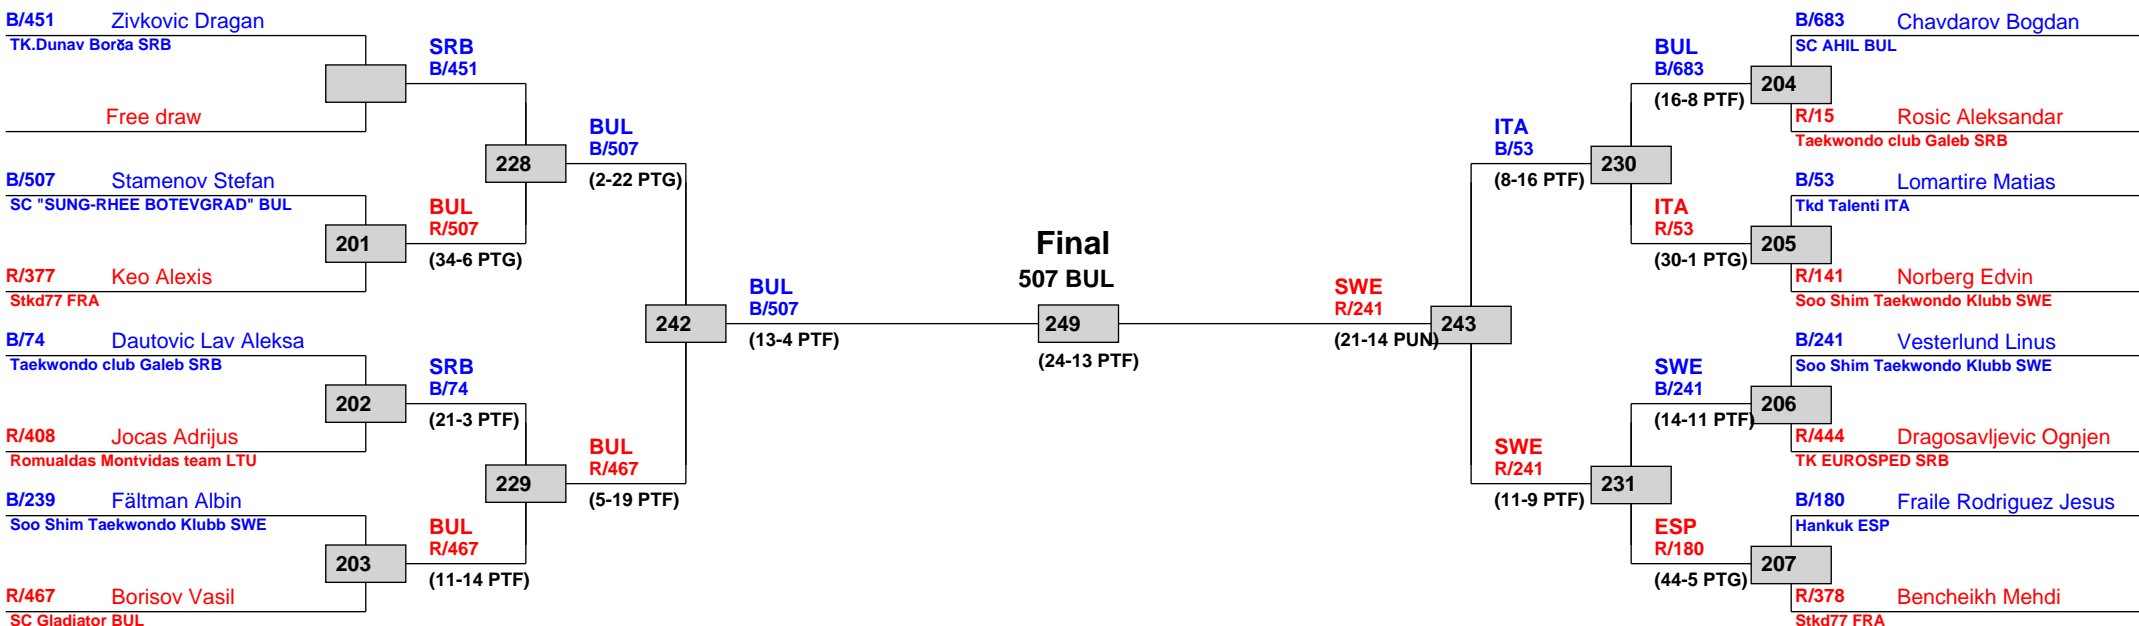 B/451 Zivkovic Dragan
TK.Dunav Borča SRB
Free draw
B/507 Stamenov Stefan
SC "SUNG-RHEE BOTEVGRAD" BUL
R/377 Keo Alexis
Stkd77 FRA
B/74 Dautovic Lav Aleksa
Taekwondo club Galeb SRB
R/408 Jocas Adrijus
Romualdas Montvidas team LTU
B/239 Fältman Albin
Soo Shim Taekwondo Klubb SWE
R/467 Borisov Vasil
SC Gladiator BUL
201
202
203
SRB
B/451
BUL
R/507
(34-6 PTG)
SRB
B/74
(21-3 PTF)
BUL
R/467
(11-14 PTF)
228
229
BUL
B/507
(2-22 PTG)
BUL
R/467
(5-19 PTF)
242
BUL
B/507
(13-4 PTF)
Final
507 BUL
249
(24-13 PTF)
SWE
R/241
(21-14 PUN)
243
ITA
B/53
(8-16 PTF)
SWE
R/241
(11-9 PTF)
230
231
BUL
B/683
(16-8 PTF)
ITA
R/53
(30-1 PTG)
SWE
B/241
(14-11 PTF)
ESP
R/180
(44-5 PTG)
204
205
206
207
B/683 Chavdarov Bogdan
SC AHIL BUL
R/15 Rosic Aleksandar
Taekwondo club Galeb SRB
B/53 Lomartire Matias
Tkd Talenti ITA
R/141 Norberg Edvin
Soo Shim Taekwondo Klubb SWE
B/241 Vesterlund Linus
Soo Shim Taekwondo Klubb SWE
R/444 Dragosavljevic Ognjen
TK EUROSPED SRB
B/180 Fraile Rodriguez Jesus
Hankuk ESP
R/378 Bencheikh Mehdi
Stkd77 FRA